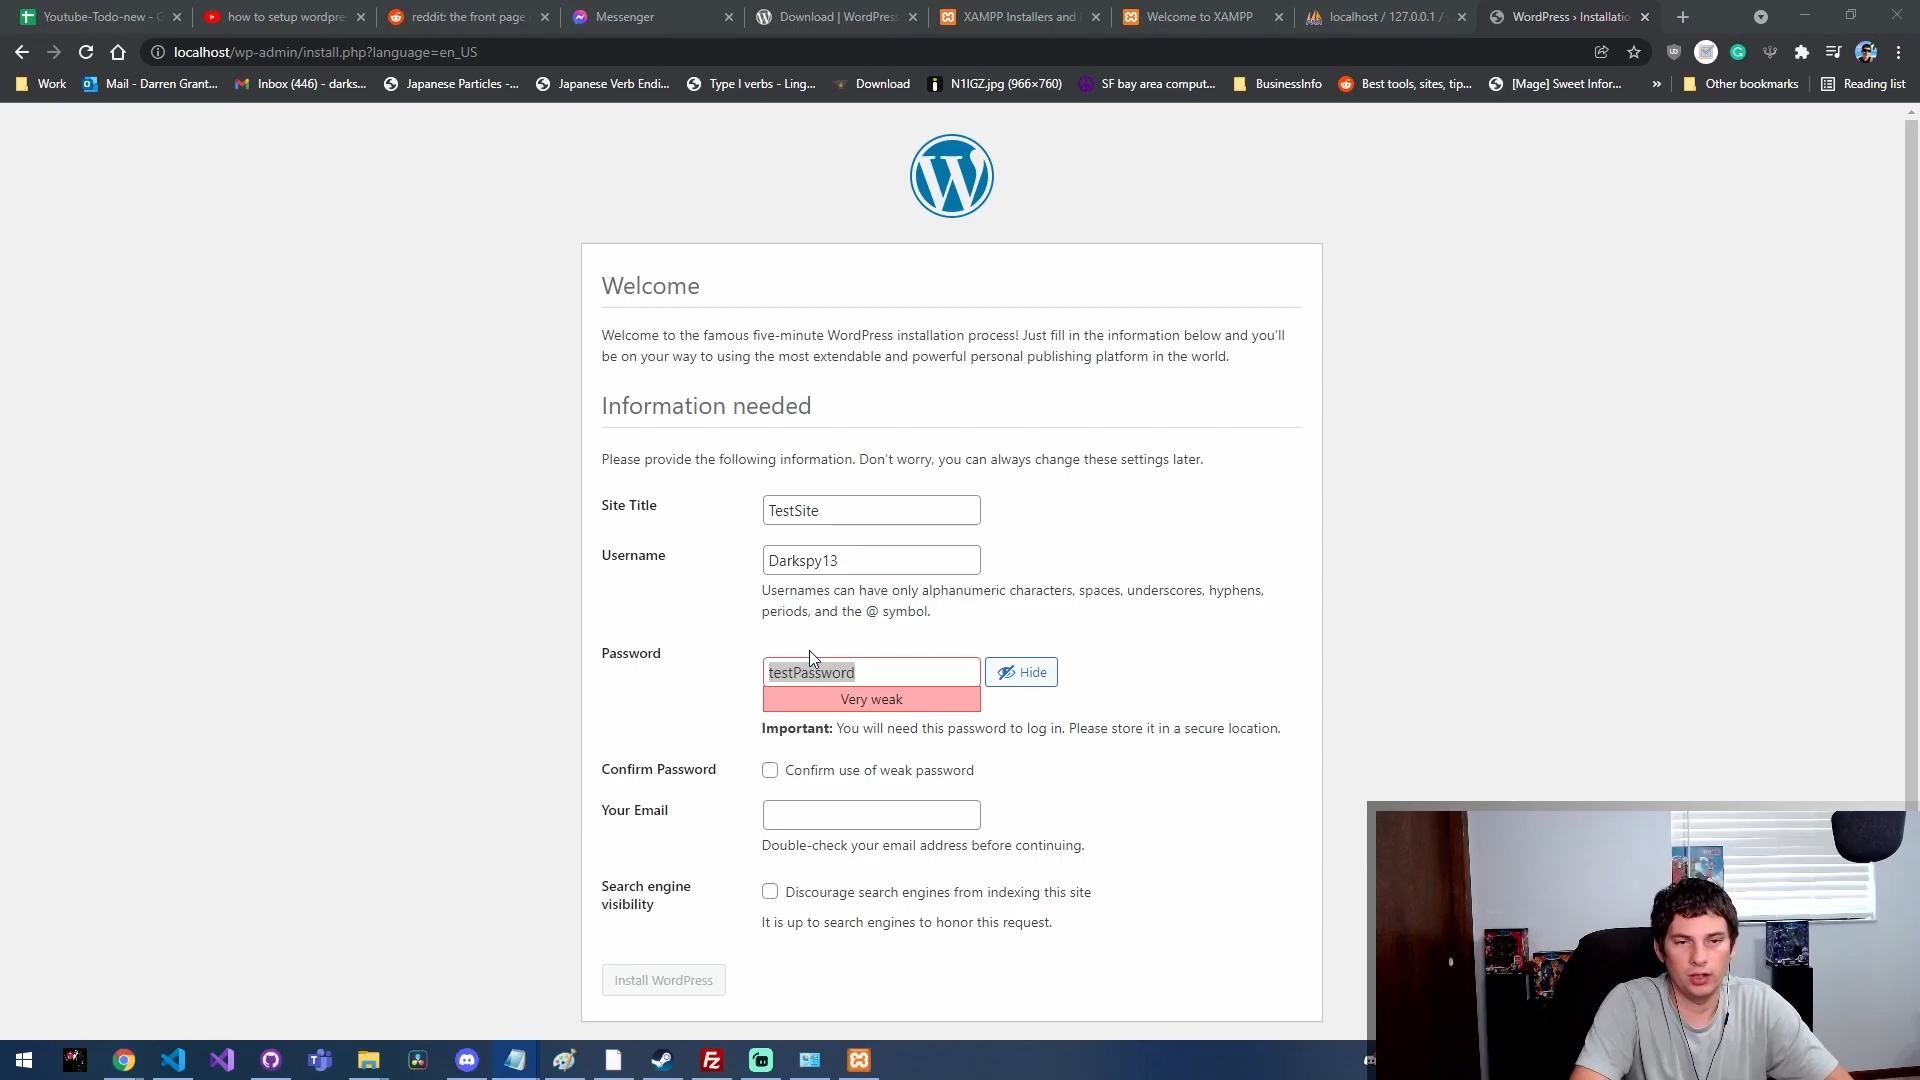 Youtube-Todo-new - G
how to setup wordpre
reddit: the front page
Messenger
Download | WordPress
XAMPP Installers and
Welcome to XAMPP
localhost / 127.0.0.1 /
WordPress › Installatio
localhost/wp-admin/install.php?language=en_US
Work
Mail - Darren Grant...
Inbox (446) - darks...
Japanese Particles -...
Japanese Verb Endi...
Type I verbs - Ling...
Download
N1IGZ.jpg (966×760)
SF bay area comput...
BusinessInfo
Best tools, sites, tip...
[Mage] Sweet Infor...
»
Other bookmarks
Reading list
Welcome
Welcome to the famous five-minute WordPress installation process! Just fill in the information below and you'll
be on your way to using the most extendable and powerful personal publishing platform in the world.
Information needed
Please provide the following information. Don't worry, you can always change these settings later.
Site Title
TestSite
Username
Darkspy13
Usernames can have only alphanumeric characters, spaces, underscores, hyphens,
periods, and the @ symbol.
Password
testPassword
Hide
Very weak
Important: You will need this password to log in. Please store it in a secure location.
Confirm Password
Confirm use of weak password
Your Email
Double-check your email address before continuing.
Search engine
visibility
Discourage search engines from indexing this site
It is up to search engines to honor this request.
Install WordPress